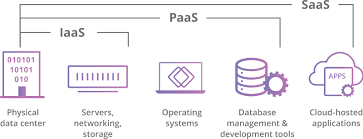 SaaS
PaaS
IaaS
010101
10101
010
APPS
Physical
data center
Servers,
networking,
storage
Operating
systems
Database
management &
development tools
Cloud-hosted
applications